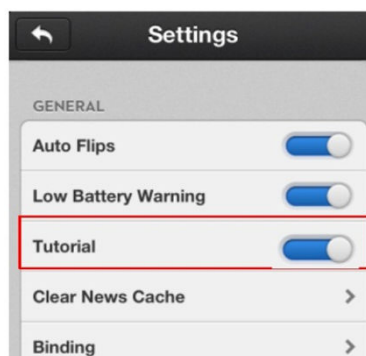 Settings
GENERAL
Auto Flips
Low Battery Warning
Tutorial
Clear News Cache
Binding